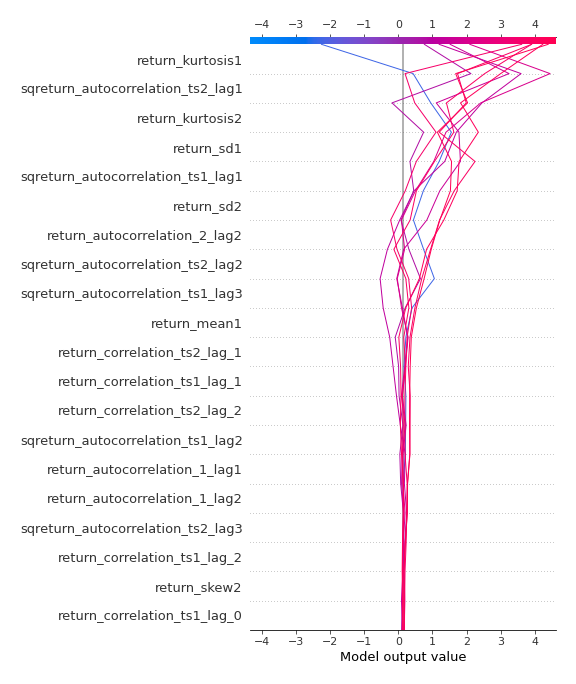 −4 −3 −2 −1 0 1 2 3 4
return_kurtosis1
sqreturn_autocorrelation_ts2_lag1
return_kurtosis2
return_sd1
sqreturn_autocorrelation_ts1_lag1
return_sd2
return_autocorrelation_2_lag2
sqreturn_autocorrelation_ts2_lag2
sqreturn_autocorrelation_ts1_lag3
return_mean1
return_correlation_ts2_lag_1
return_correlation_ts1_lag_1
return_correlation_ts2_lag_2
sqreturn_autocorrelation_ts1_lag2
return_autocorrelation_1_lag1
return_autocorrelation_1_lag2
sqreturn_autocorrelation_ts2_lag3
return_correlation_ts1_lag_2
return_skew2
return_correlation_ts1_lag_0
−4 −3 −2 −1 0 1 2 3 4
Model output value